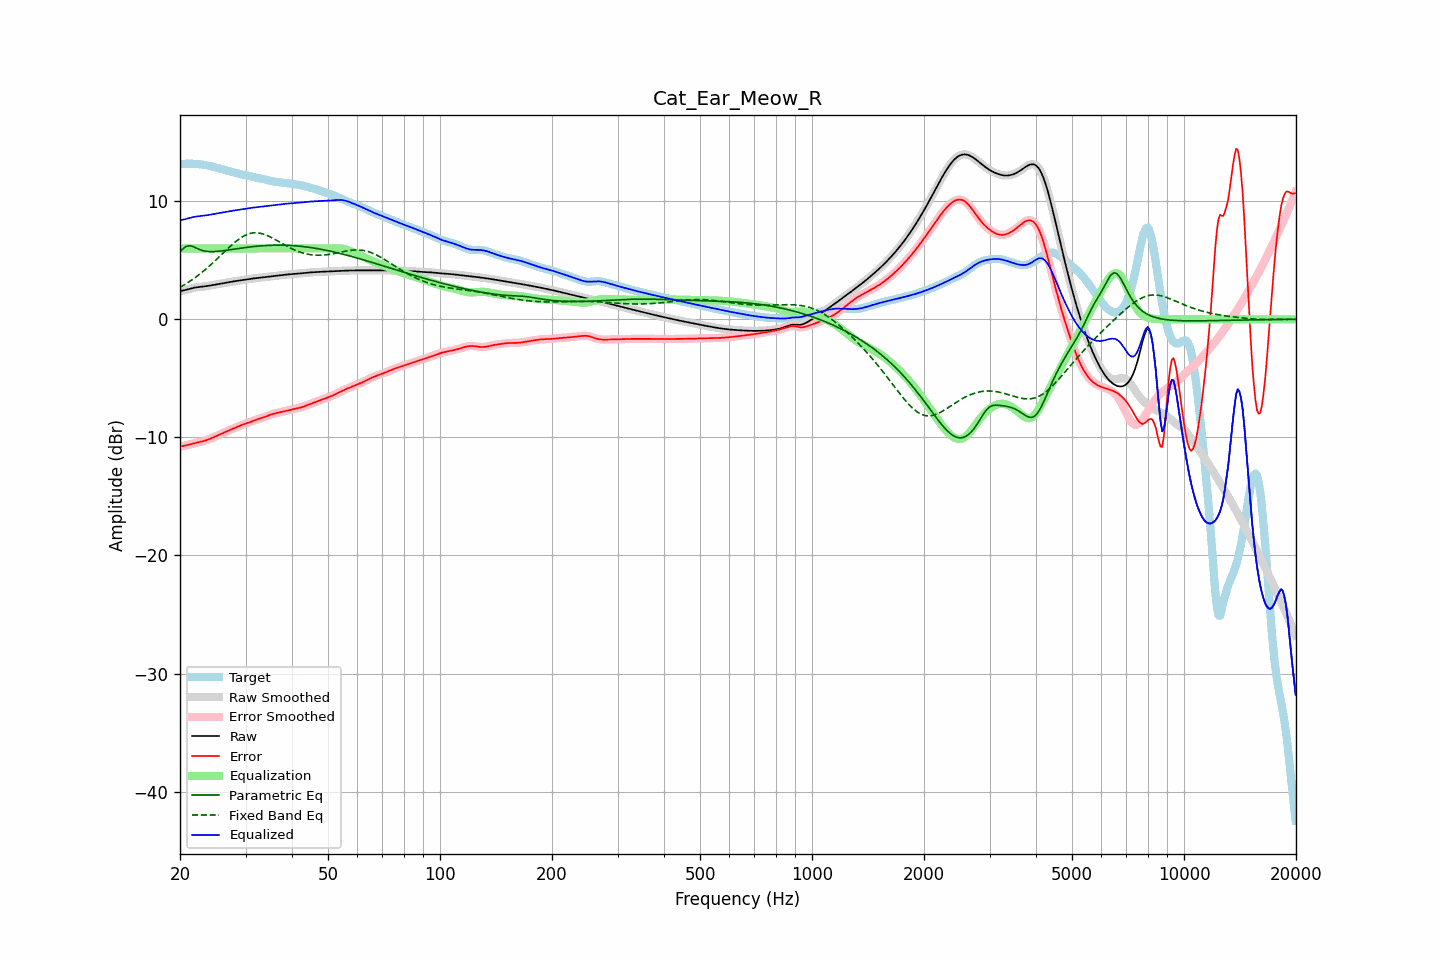 Cat_Ear_Meow_R
Amplitude (dBr)
10
0
−10
−20
−30
−40
Target
Raw Smoothed
Error Smoothed
Raw
Error
Equalization
Parametric Eq
Fixed Band Eq
Equalized
20 50 100 200 500 1000 2000 5000 10000 20000
Frequency (Hz)